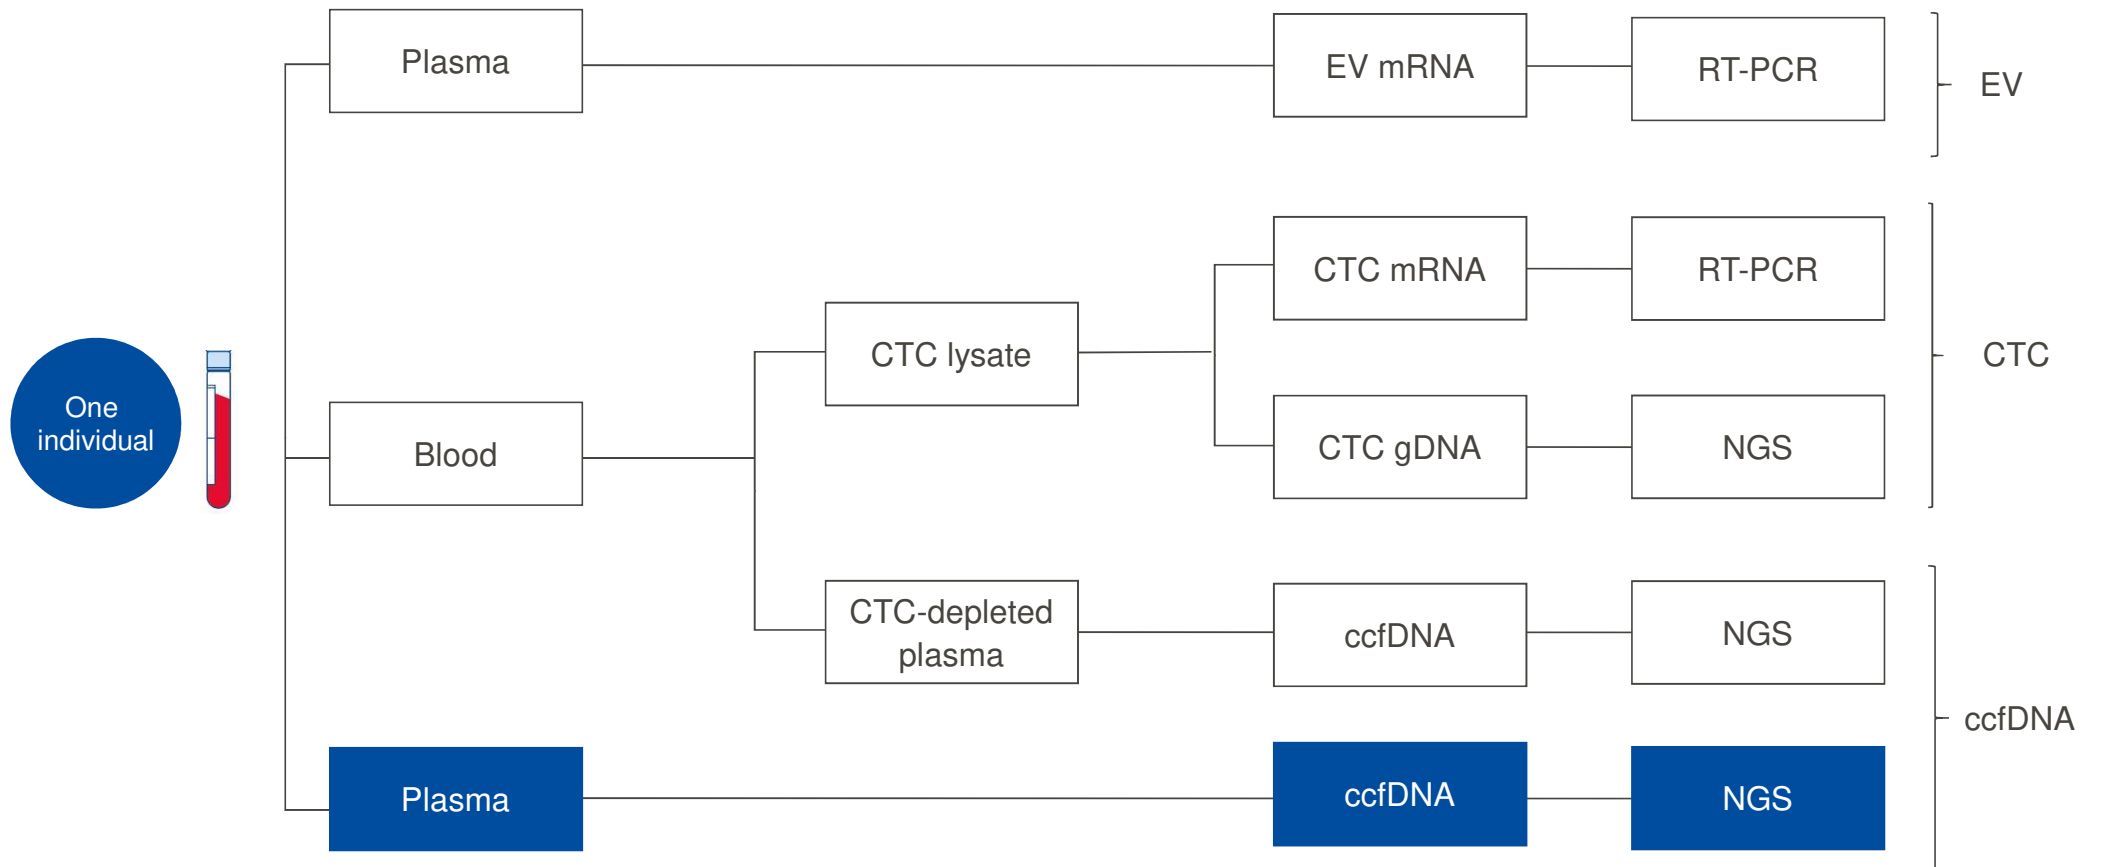 Plasma
EV mRNA
RT-PCR
EV
CTC mRNA
RT-PCR
CTC lysate
CTC
One
individual
Blood
CTC gDNA
NGS
CTC-depleted
plasma
ccfDNA
NGS
ccfDNA
Plasma
ccfDNA
NGS